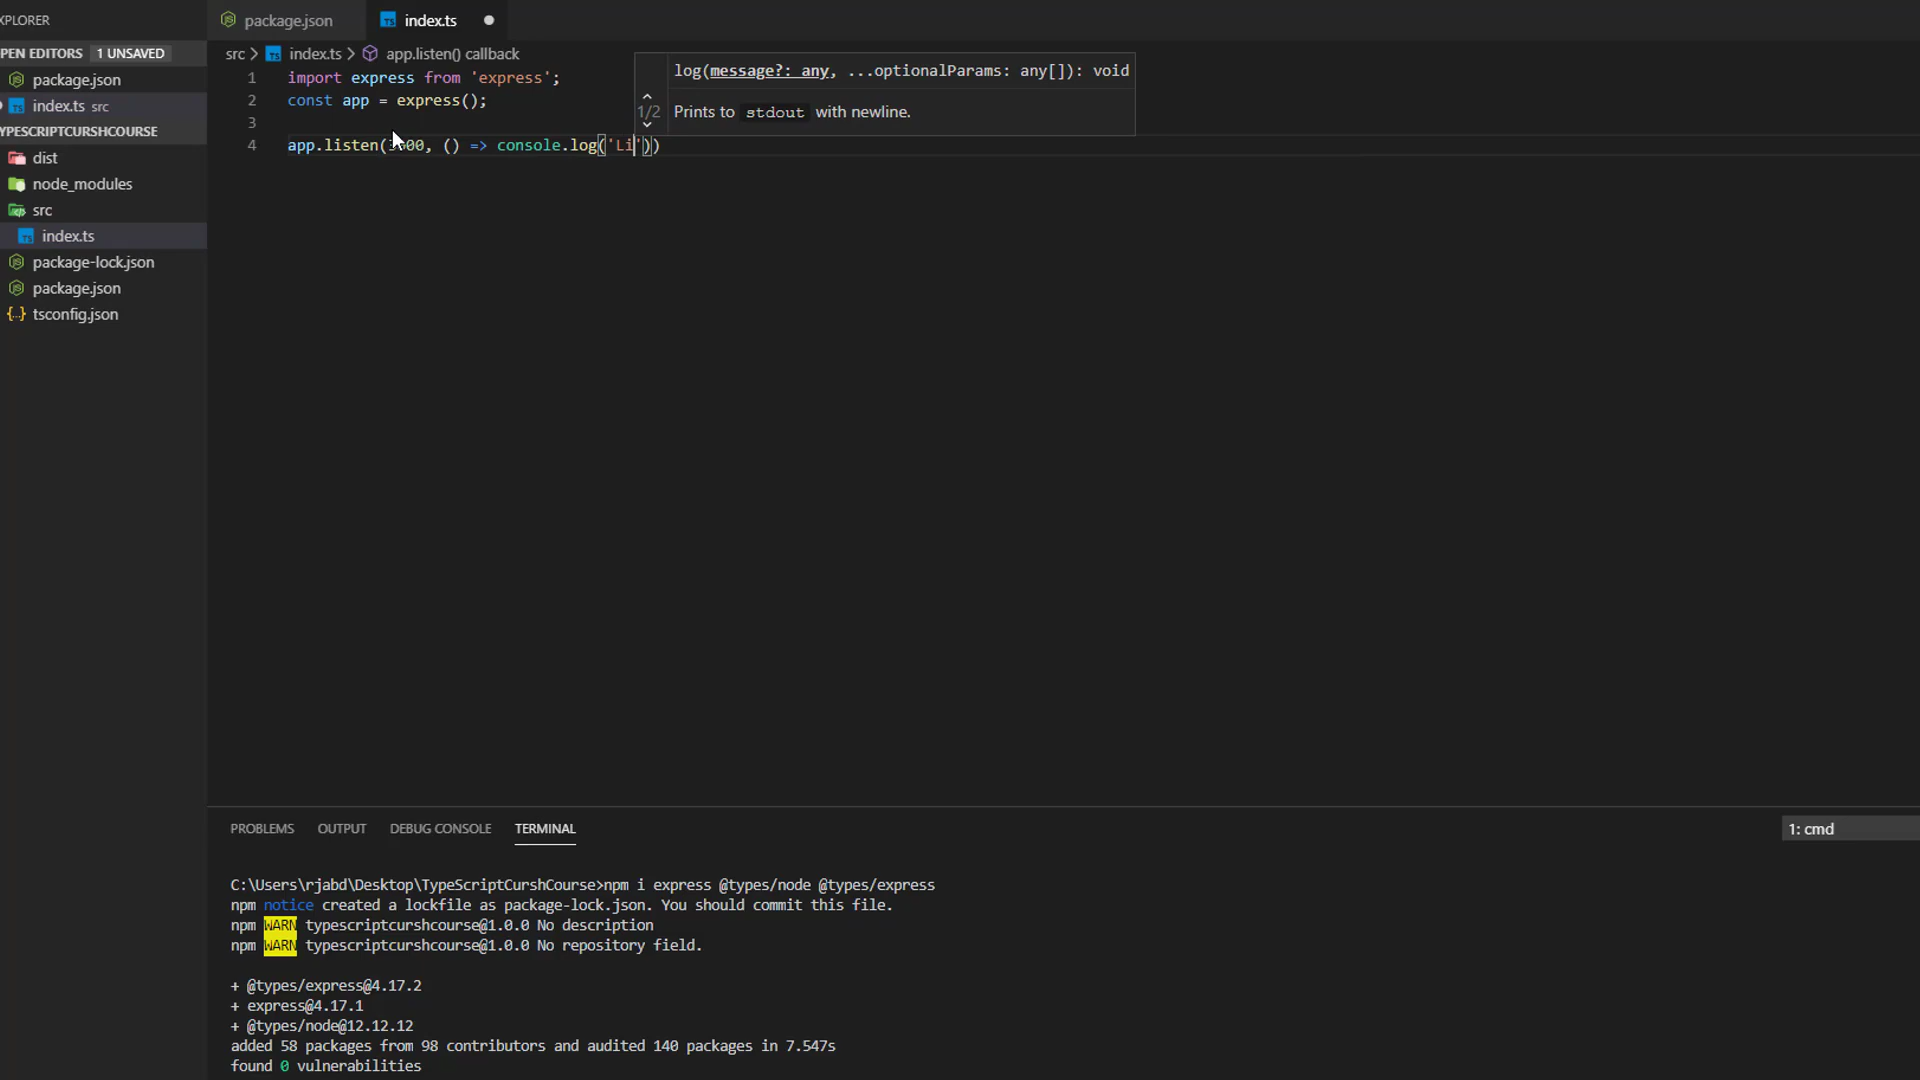 XPLORER
package.json
index.ts
PEN EDITORS 1 UNSAVED
package.json
index.ts src
YPESCRIPTCURSHCOURSE
dist
node_modules
src
index.ts
package-lock.json
package.json
tsconfig.json
src > index.ts > app.listen() callback
1 import express from 'express';
2 const app = express();
3
4 app.listen(3000, () => console.log('Li'))
log(message?: any, ...optionalParams: any[]): void
1/2 Prints to stdout with newline.
PROBLEMS OUTPUT DEBUG CONSOLE TERMINAL
1: cmd
C:\Users\rjabd\Desktop\TypeScriptCurshCourse>npm i express @types/node @types/express
npm notice created a lockfile as package-lock.json. You should commit this file.
npm WARN typescriptcurshcourse@1.0.0 No description
npm WARN typescriptcurshcourse@1.0.0 No repository field.
+ @types/express@4.17.2
+ express@4.17.1
+ @types/node@12.12.12
added 58 packages from 98 contributors and audited 140 packages in 7.547s
found 0 vulnerabilities